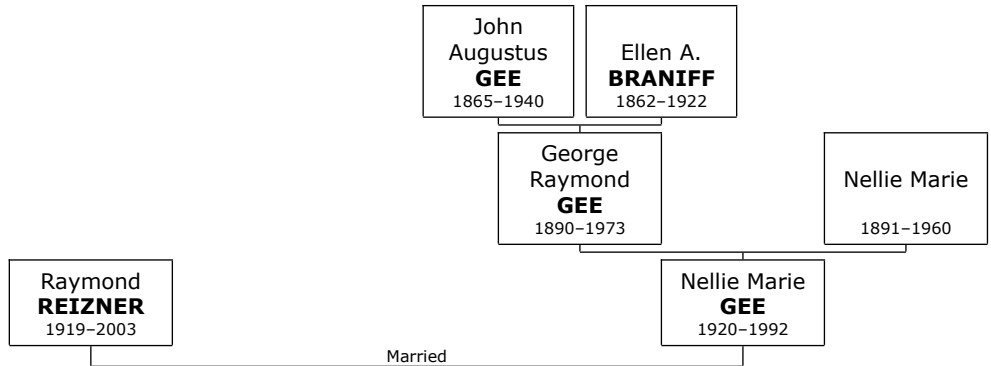 John
Augustus
GEE
1865–1940
Ellen A.
BRANIFF
1862–1922
George
Raymond
GEE
1890–1973
Nellie Marie
1891–1960
Raymond
REIZNER
1919–2003
Nellie Marie
GEE
1920–1992
Married